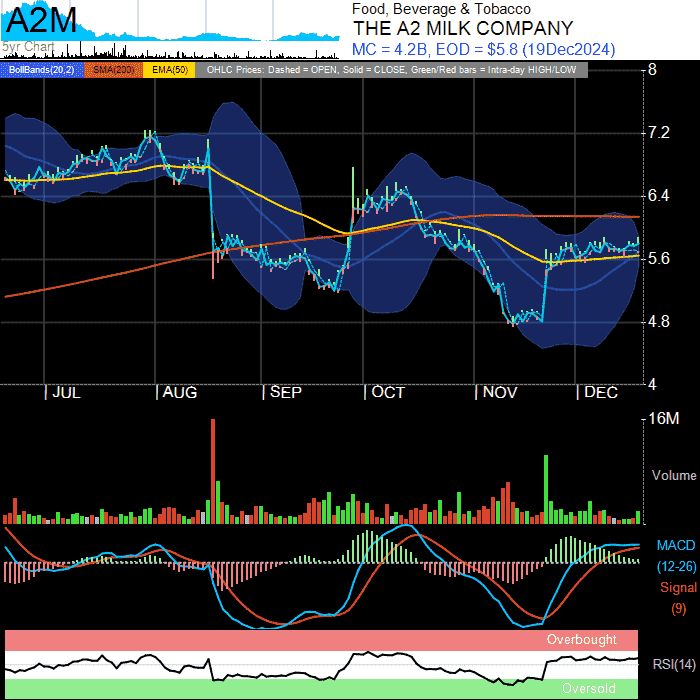 A2M
5yr Chart
Food, Beverage & Tobacco
THE A2 MILK COMPANY
MC = 4.2B, EOD = $5.8 (19Dec2024)
BollBands(20,2) SMA(200) EMA(50) OHLC Prices: Dashed = OPEN, Solid = CLOSE, Green/Red bars = Intra-day HIGH/LOW
8
7.2
6.4
5.6
4.8
4
| JUL | AUG | SEP | OCT | NOV | DEC
16M
Volume
MACD
(12-26)
Signal
(9)
Overbought
RSI(14)
Oversold